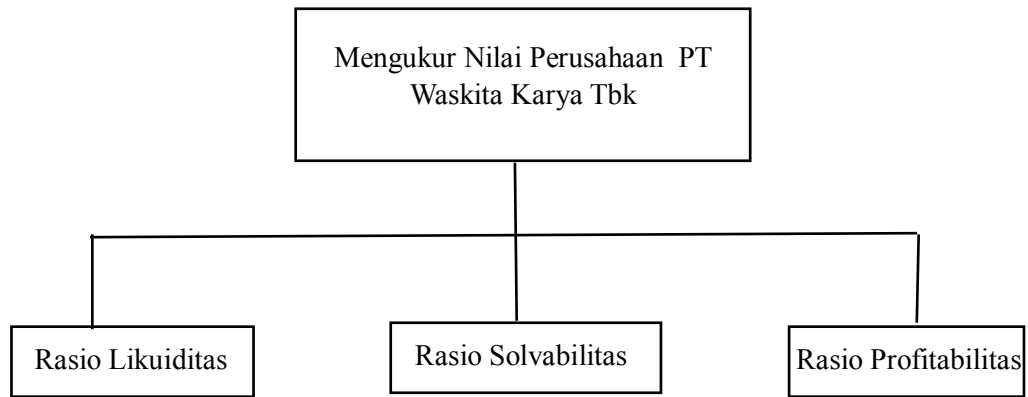 Mengukur Nilai Perusahaan PT
Waskita Karya Tbk
Rasio Likuiditas
Rasio Solvabilitas
Rasio Profitabilitas